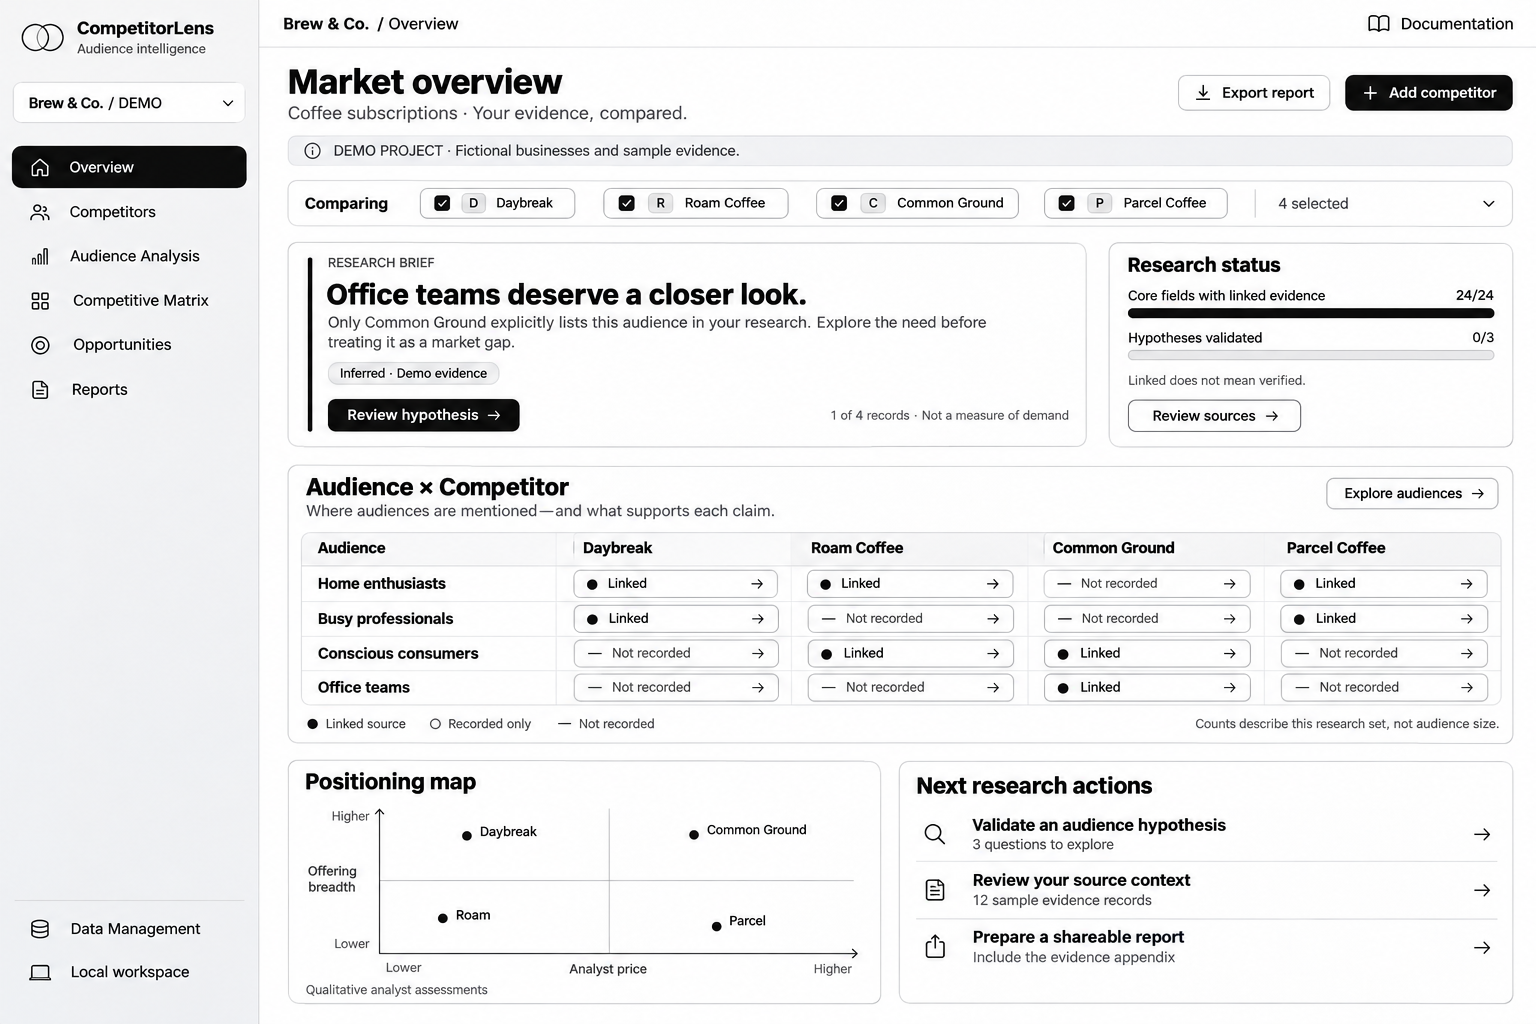 CompetitorLens
Audience intelligence
Brew & Co. / DEMO
Overview
Competitors
Audience Analysis
Competitive Matrix
Opportunities
Reports
Data Management
Local workspace
Brew & Co. / Overview
Documentation
Market overview
Coffee subscriptions · Your evidence, compared.
Export report
+ Add competitor
DEMO PROJECT · Fictional businesses and sample evidence.
Comparing
D Daybreak
R Roam Coffee
C Common Ground
P Parcel Coffee
4 selected
RESEARCH BRIEF
Office teams deserve a closer look.
Only Common Ground explicitly lists this audience in your research. Explore the need before
treating it as a market gap.
Inferred · Demo evidence
Review hypothesis →
1 of 4 records · Not a measure of demand
Research status
Core fields with linked evidence 24/24
Hypotheses validated 0/3
Linked does not mean verified.
Review sources →
Audience × Competitor
Where audiences are mentioned—and what supports each claim.
Explore audiences →
Audience Daybreak Roam Coffee Common Ground Parcel Coffee
Home enthusiasts ● Linked → ● Linked → — Not recorded → ● Linked →
Busy professionals ● Linked → — Not recorded → — Not recorded → ● Linked →
Conscious consumers — Not recorded → ● Linked → ● Linked → — Not recorded →
Office teams — Not recorded → — Not recorded → ● Linked → — Not recorded →
● Linked source ○ Recorded only — Not recorded
Counts describe this research set, not audience size.
Positioning map
Higher
Daybreak
Common Ground
Offering
breadth
Roam
Parcel
Lower
Lower Analyst price Higher
Qualitative analyst assessments
Next research actions
Validate an audience hypothesis →
3 questions to explore
Review your source context →
12 sample evidence records
Prepare a shareable report →
Include the evidence appendix